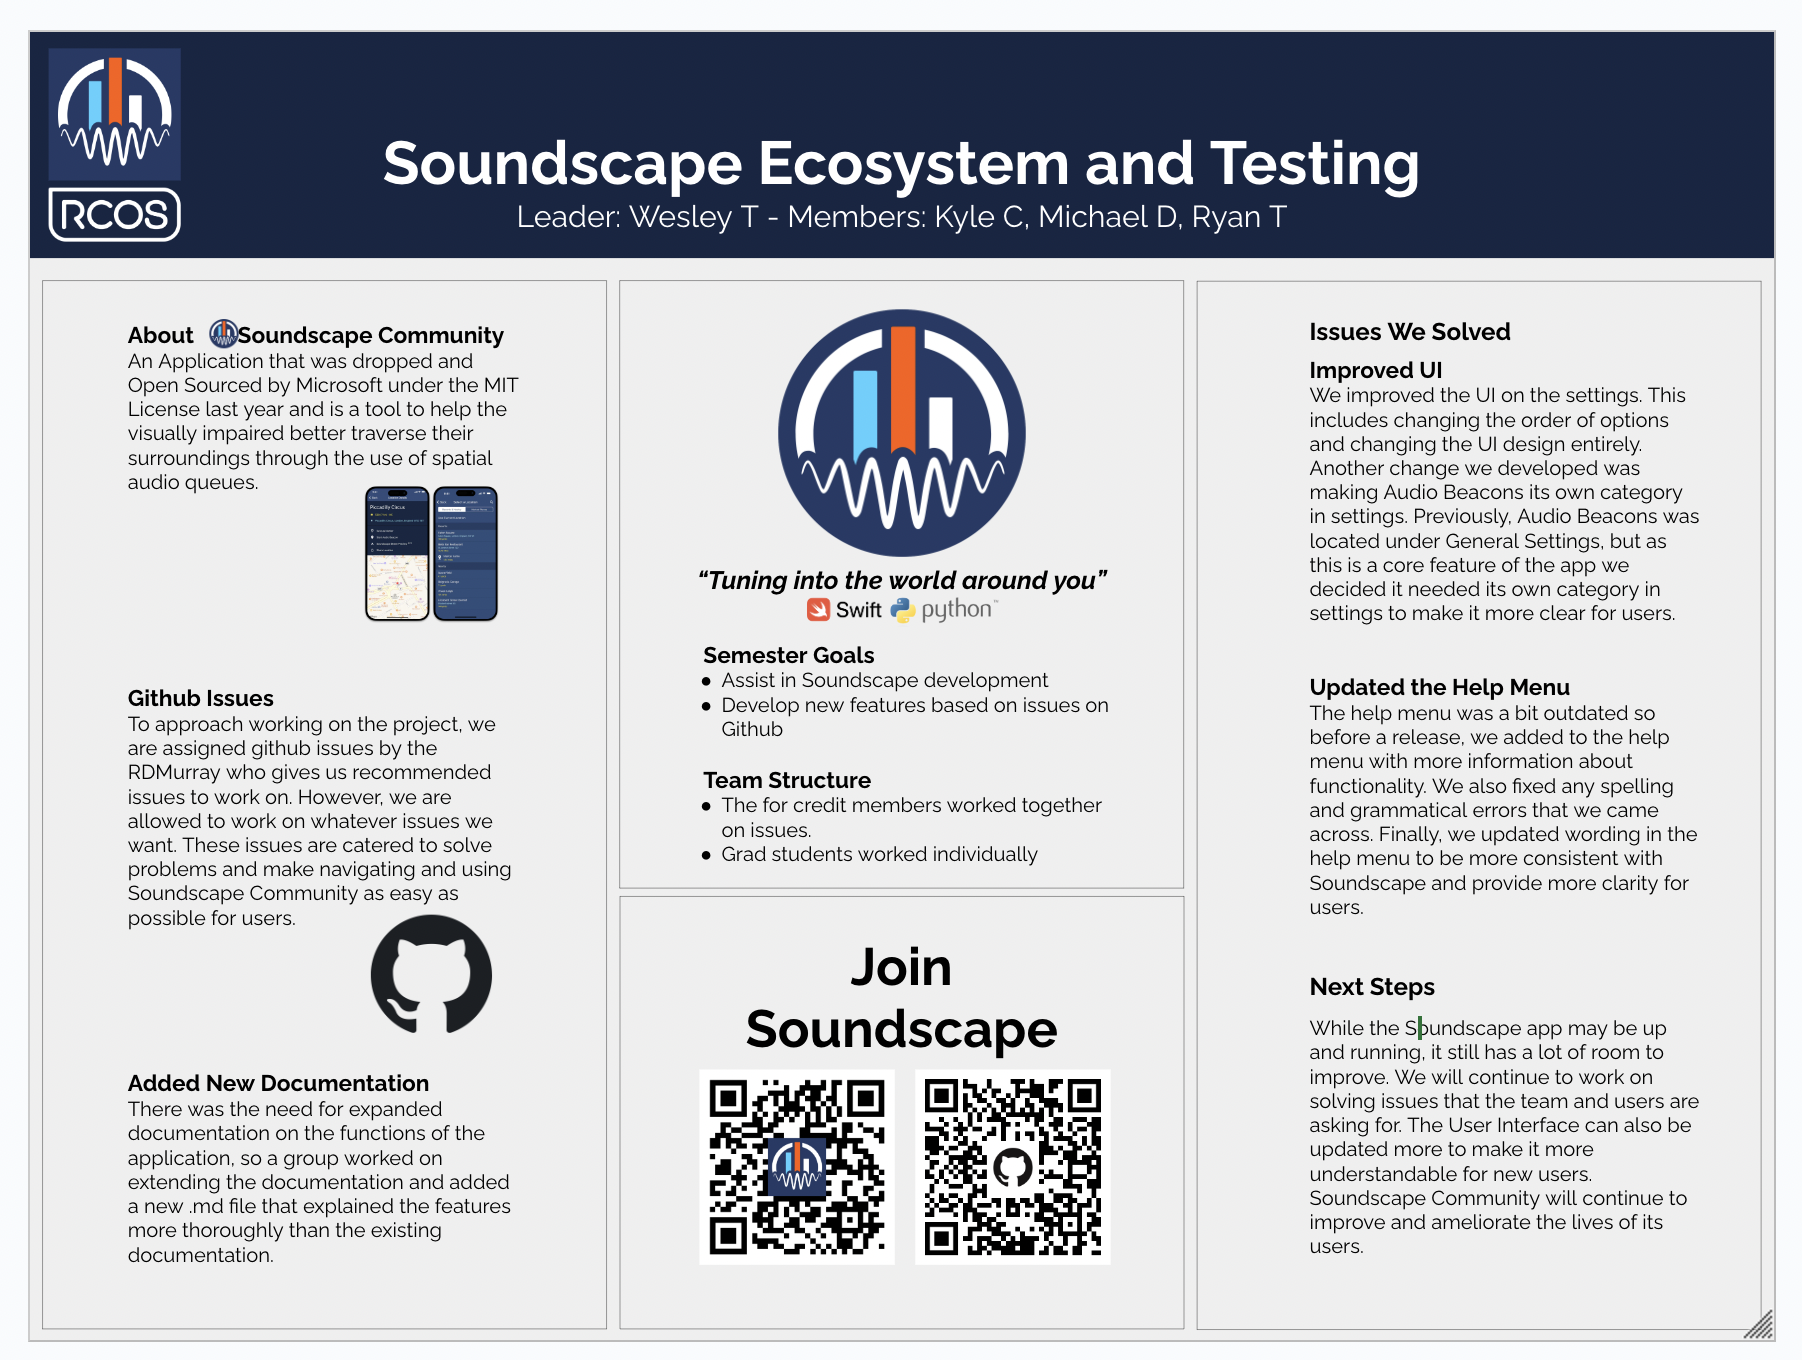 RCOS
Soundscape Ecosystem and Testing
Leader: Wesley T - Members: Kyle C, Michael D, Ryan T
About Soundscape Community
An Application that was dropped and
Open Sourced by Microsoft under the MIT
License last year and is a tool to help the
visually impaired better traverse their
surroundings through the use of spatial
audio queues.
Piccadilly Circus
Github Issues
To approach working on the project, we
are assigned github issues by the
RDMurray who gives us recommended
issues to work on. However, we are
allowed to work on whatever issues we
want. These issues are catered to solve
problems and make navigating and using
Soundscape Community as easy as
possible for users.
Added New Documentation
There was the need for expanded
documentation on the functions of the
application, so a group worked on
extending the documentation and added
a new .md file that explained the features
more thoroughly than the existing
documentation.
“Tuning into the world around you”
Swift python™
Semester Goals
● Assist in Soundscape development
● Develop new features based on issues on
Github
Team Structure
● The for credit members worked together
on issues.
● Grad students worked individually
Join
Soundscape
Issues We Solved
Improved UI
We improved the UI on the settings. This
includes changing the order of options
and changing the UI design entirely.
Another change we developed was
making Audio Beacons its own category
in settings. Previously, Audio Beacons was
located under General Settings, but as
this is a core feature of the app we
decided it needed its own category in
settings to make it more clear for users.
Updated the Help Menu
The help menu was a bit outdated so
before a release, we added to the help
menu with more information about
functionality. We also fixed any spelling
and grammatical errors that we came
across. Finally, we updated wording in the
help menu to be more consistent with
Soundscape and provide more clarity for
users.
Next Steps
While the Soundscape app may be up
and running, it still has a lot of room to
improve. We will continue to work on
solving issues that the team and users are
asking for. The User Interface can also be
updated more to make it more
understandable for new users.
Soundscape Community will continue to
improve and ameliorate the lives of its
users.